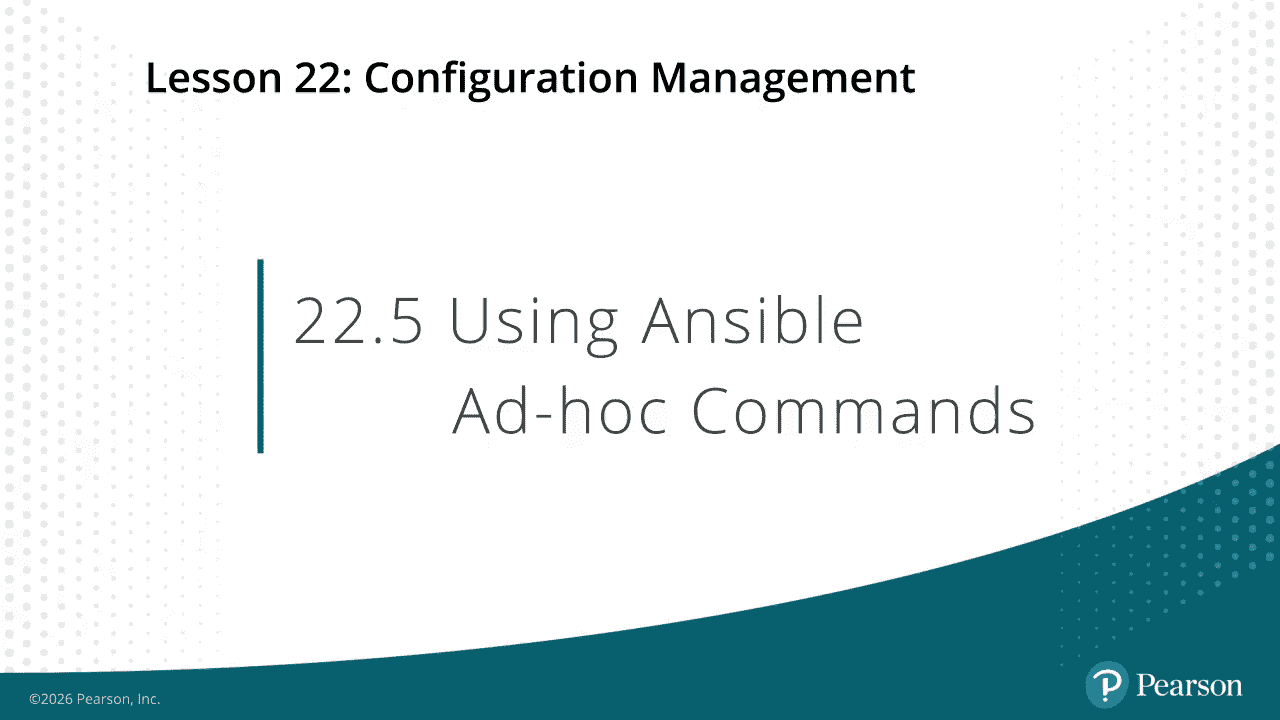 Lesson 22: Configuration Management
22.5 Using Ansible
Ad-hoc Commands
©2026 Pearson, Inc.
Pearson